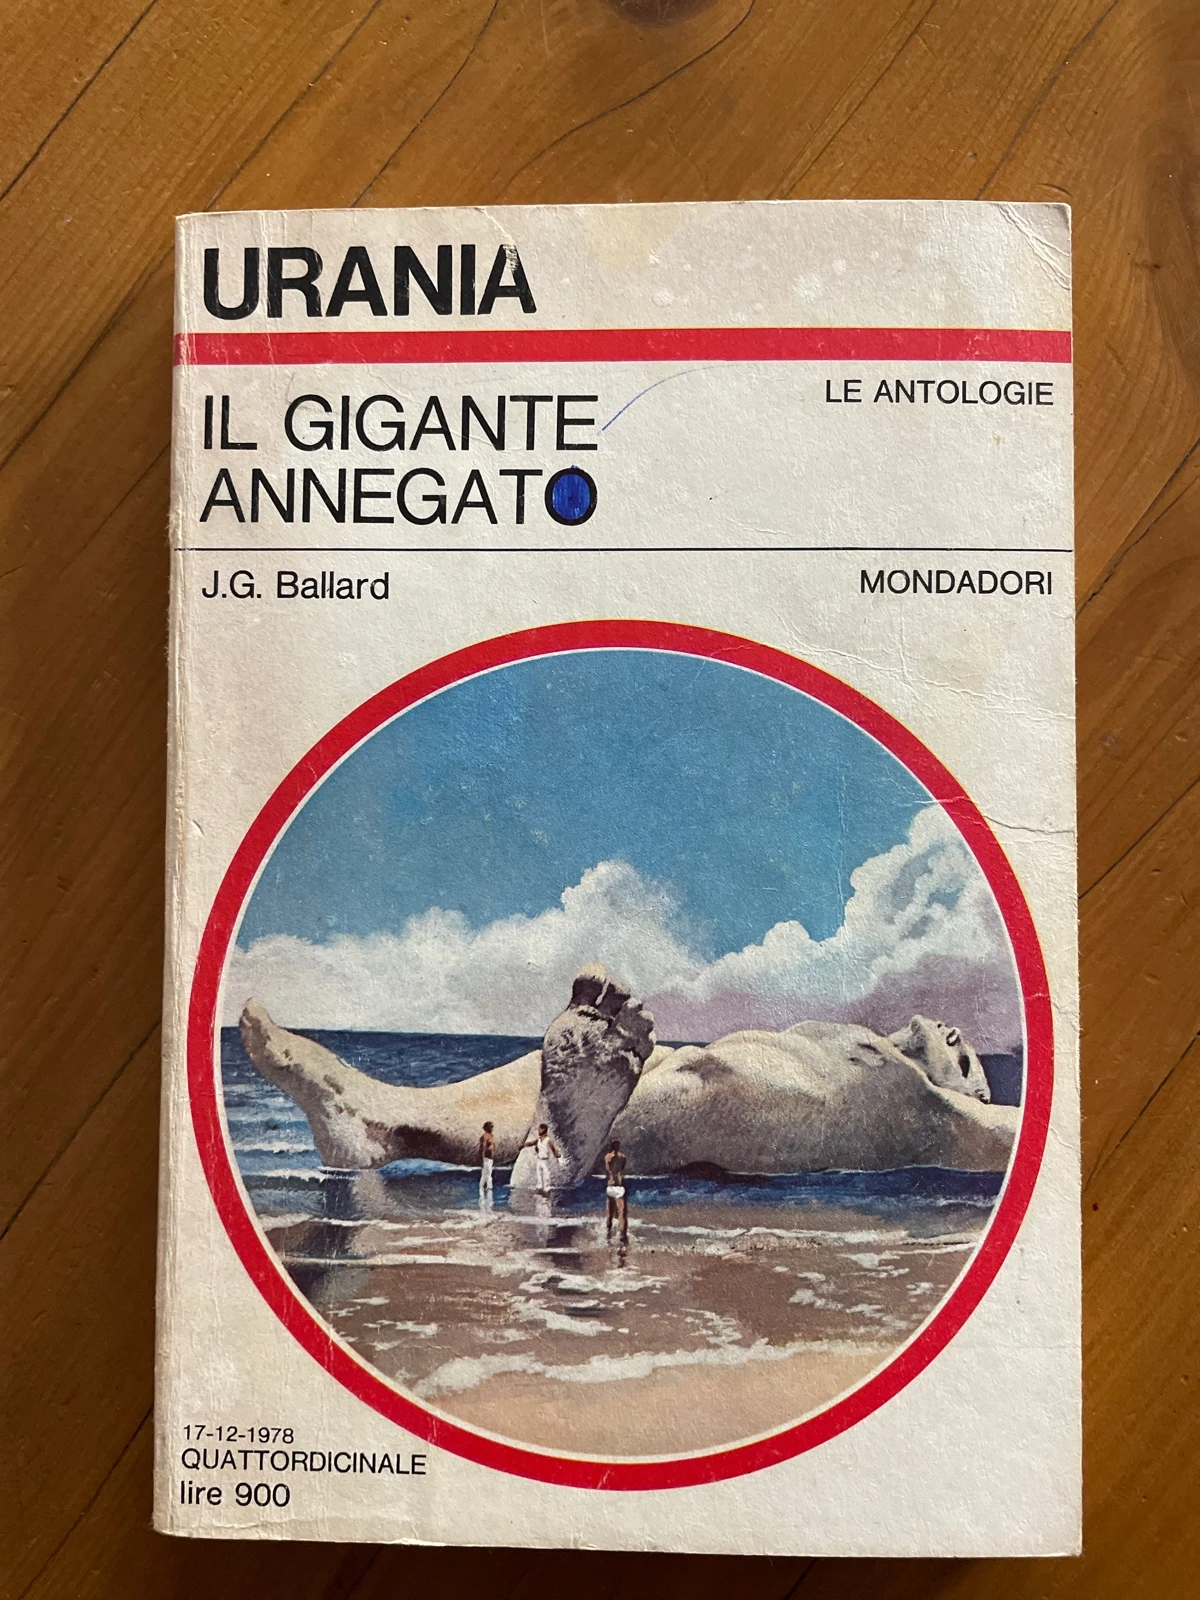 URANIA
IL GIGANTE
ANNEGATO
LE ANTOLOGIE
J.G. Ballard
MONDADORI
17-12-1978
QUATTORDICINALE
lire 900